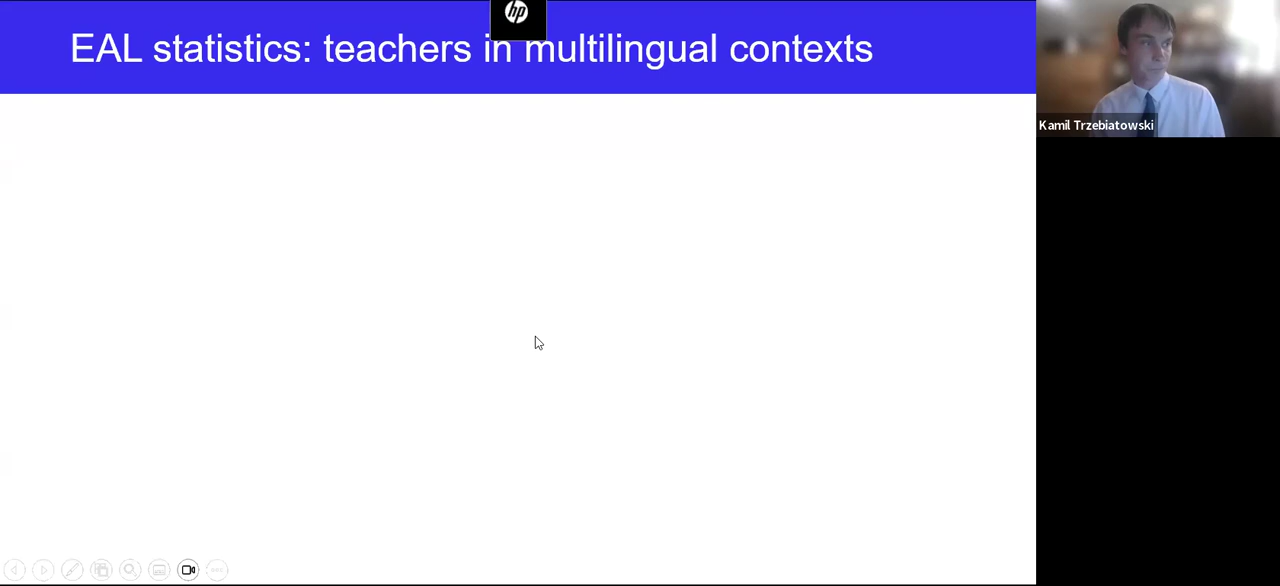 EAL statistics: teachers in multilingual contexts
hp
Kamil Trzebiatowski